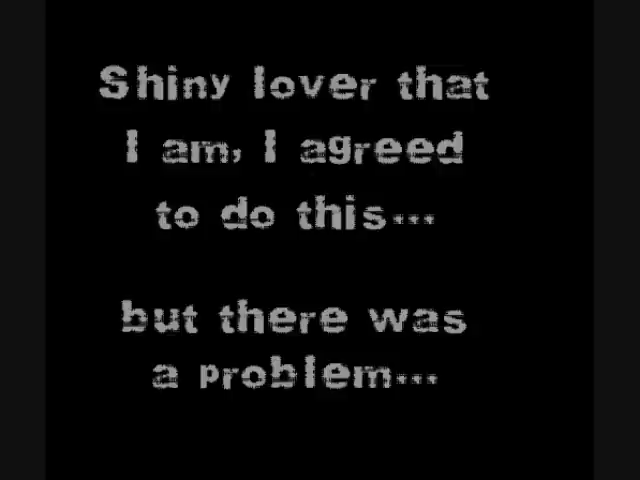 Shiny lover that
I am, I agreed
to do this...
but there was
a problem...